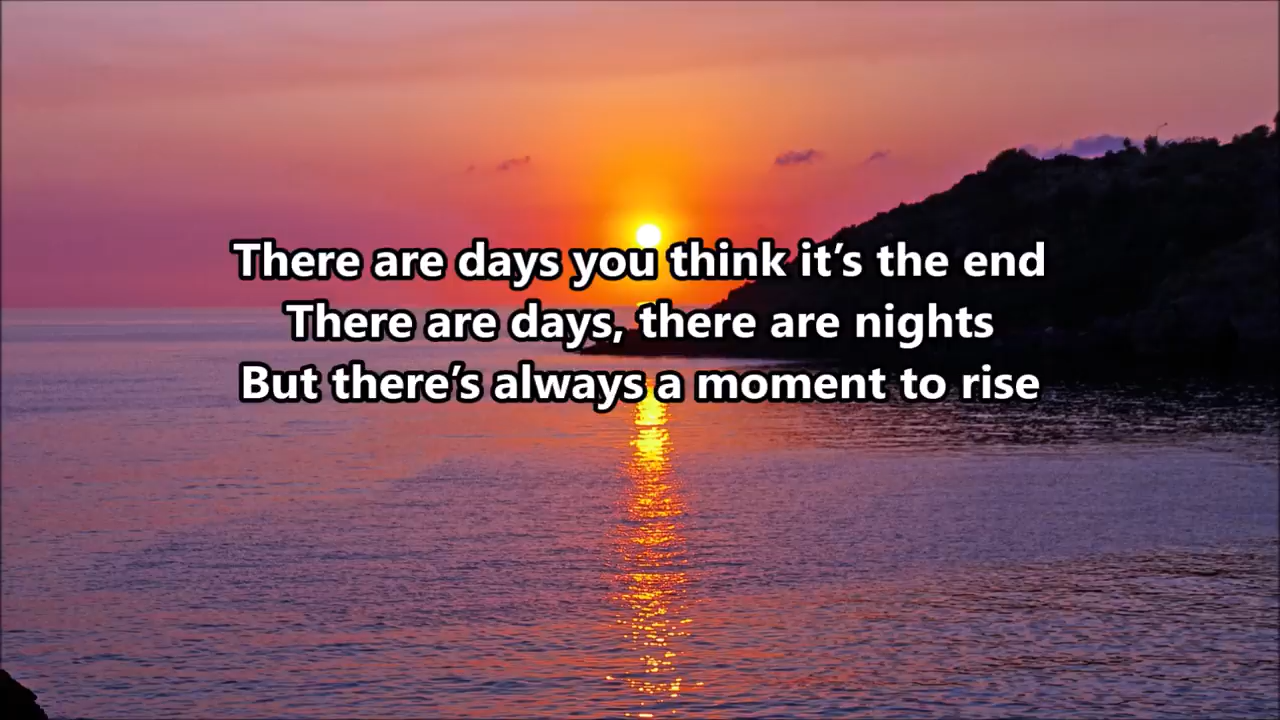 There are days you think it’s the end
There are days, there are nights
But there’s always a moment to rise